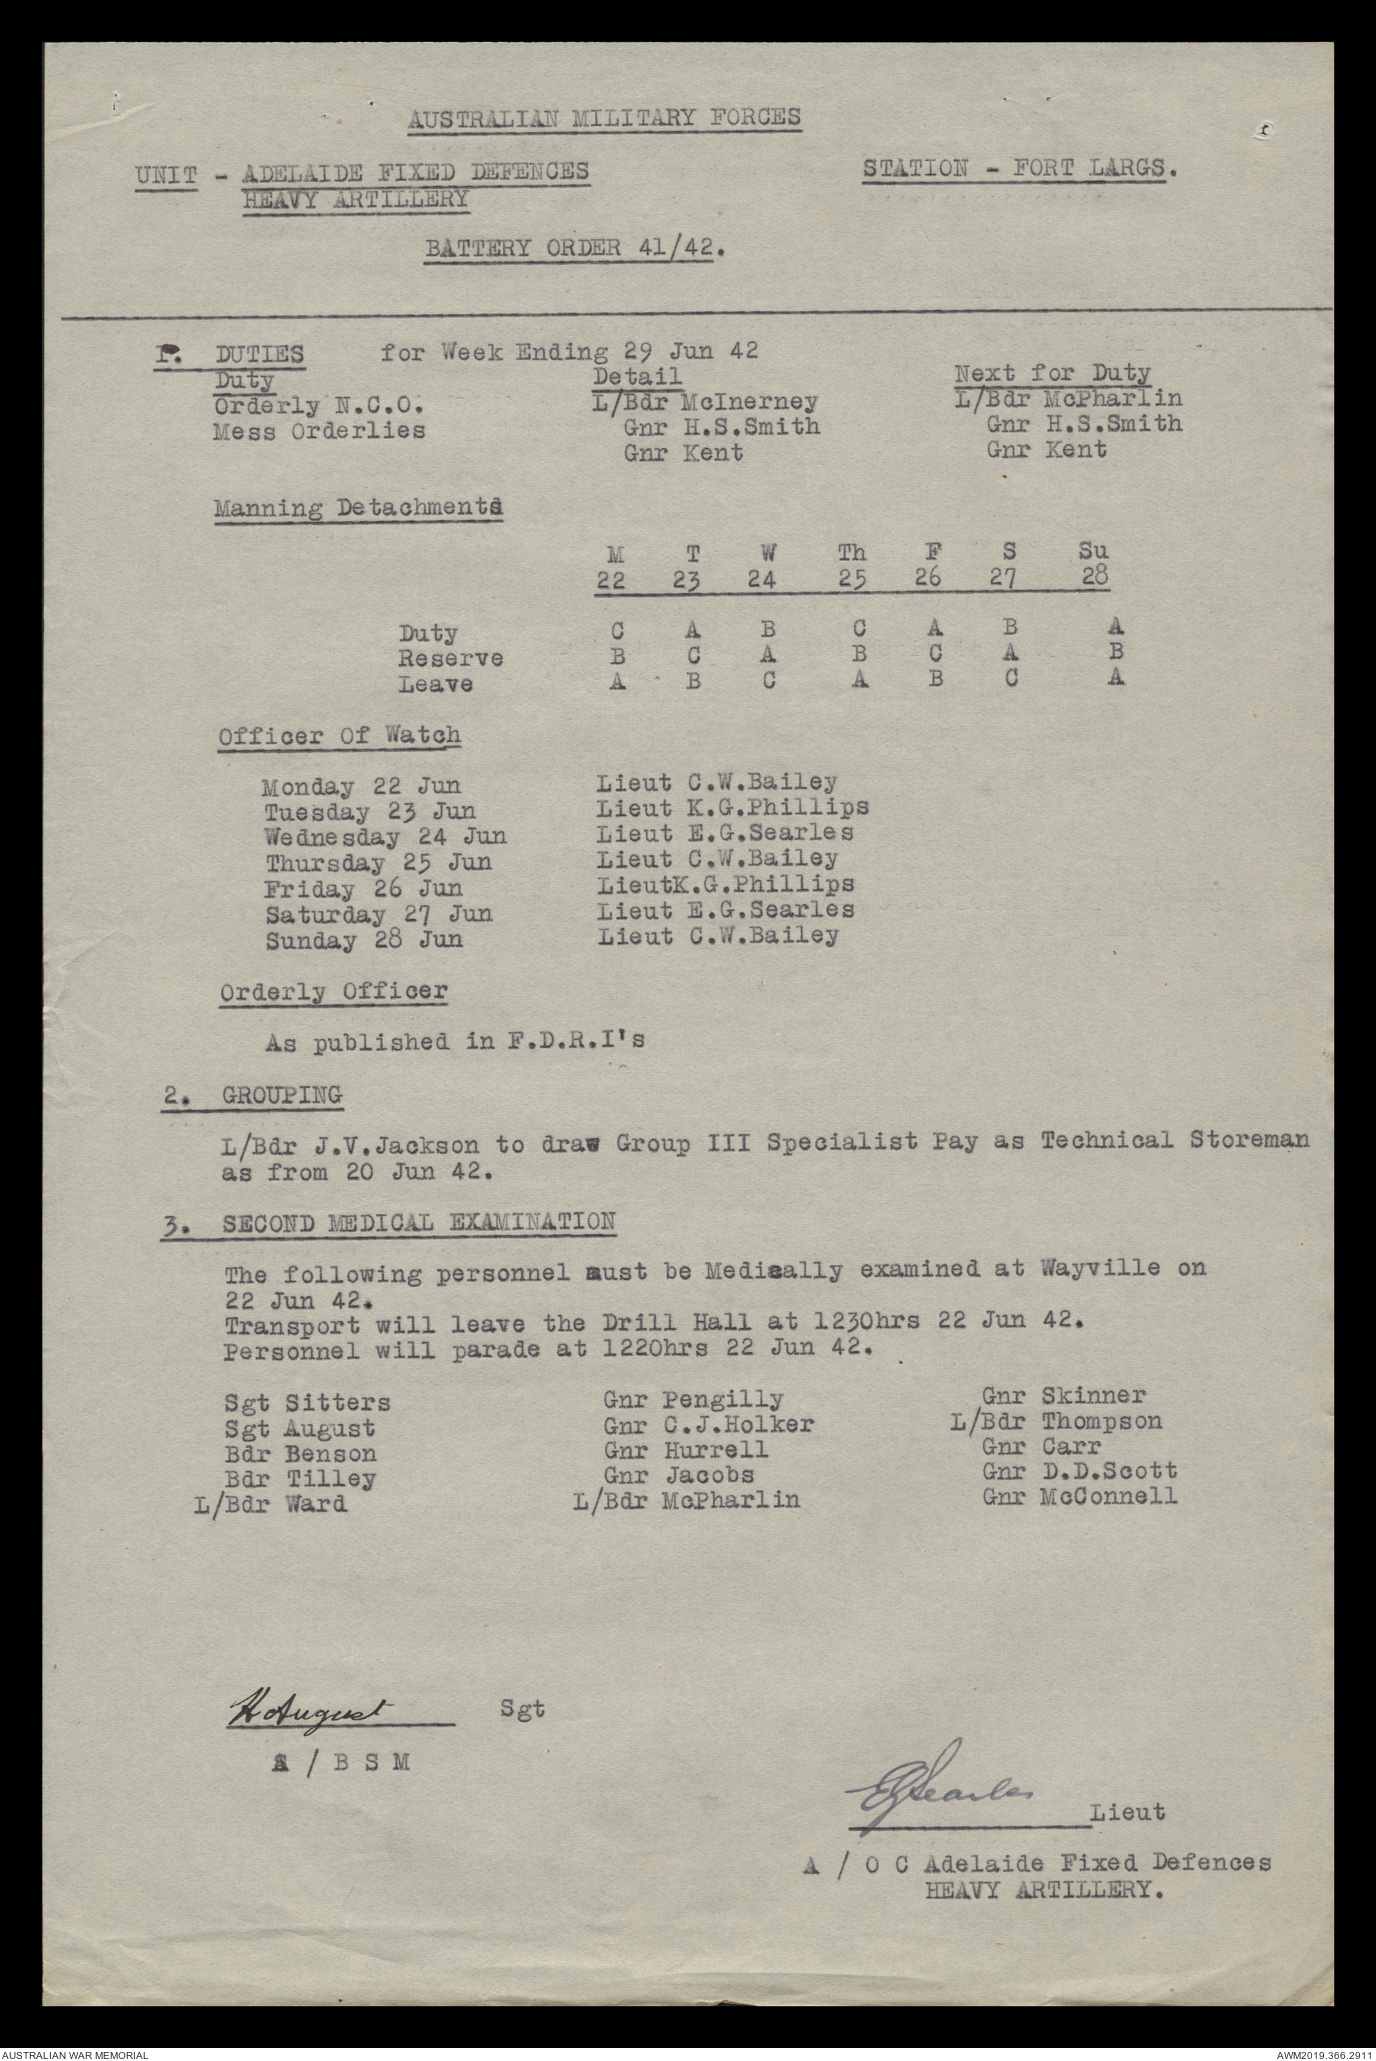 AUSTRALIAN MILITARY FORCES
UNIT - ADELAIDE FIXED DEFENCES STATION - FORT LARGS.
HEAVY ARTILLERY
BATTERY ORDER 41/42.
1. DUTIES for Week Ending 29 Jun 42
Duty Detail Next for Duty
Orderly N.C.O. L/Bdr McInerney L/Bdr McPharlin
Mess Orderlies Gnr H.S.Smith Gnr H.S.Smith
Gnr Kent Gnr Kent
Manning Detachments
M T W Th F S Su
22 23 24 25 26 27 28
Duty C A B C A B A
Reserve B C A B C A B
Leave A B C A B C A
Officer Of Watch
Monday 22 Jun Lieut C.W.Bailey
Tuesday 23 Jun Lieut K.G.Phillips
Wednesday 24 Jun Lieut E.G.Searles
Thursday 25 Jun Lieut C.W.Bailey
Friday 26 Jun LieutK.G.Phillips
Saturday 27 Jun Lieut E.G.Searles
Sunday 28 Jun Lieut C.W.Bailey
Orderly Officer
As published in F.D.R.I's
2. GROUPING
L/Bdr J.V.Jackson to draw Group III Specialist Pay as Technical Storeman
as from 20 Jun 42.
3. SECOND MEDICAL EXAMINATION
The following personnel must be Medically examined at Wayville on
22 Jun 42.
Transport will leave the Drill Hall at 1230hrs 22 Jun 42.
Personnel will parade at 1220hrs 22 Jun 42.
Sgt Sitters Gnr Pengilly Gnr Skinner
Sgt August Gnr C.J.Holker L/Bdr Thompson
Bdr Benson Gnr Hurrell Gnr Carr
Bdr Tilley Gnr Jacobs Gnr D.D.Scott
L/Bdr Ward L/Bdr McPharlin Gnr McConnell
H August Sgt
A / B S M
EGSearles Lieut
A / O C Adelaide Fixed Defences
HEAVY ARTILLERY.
AUSTRALIAN WAR MEMORIAL AWM2019.366.2911